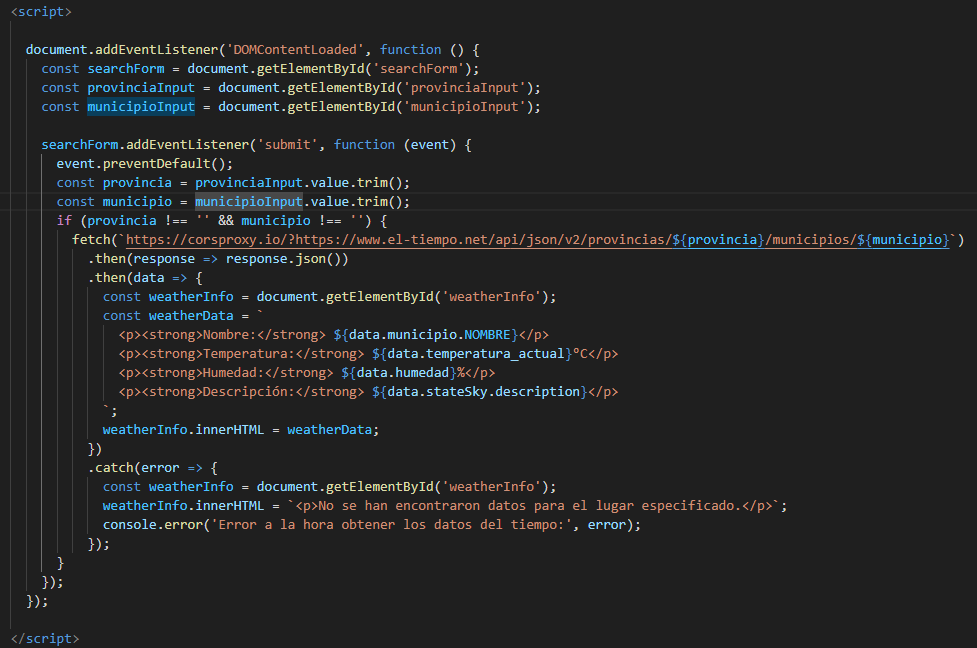 <script>
document.addEventListener('DOMContentLoaded', function () {
const searchForm = document.getElementById('searchForm');
const provinciaInput = document.getElementById('provinciaInput');
const municipioInput = document.getElementById('municipioInput');
searchForm.addEventListener('submit', function (event) {
event.preventDefault();
const provincia = provinciaInput.value.trim();
const municipio = municipioInput.value.trim();
if (provincia !== '' && municipio !== '') {
fetch(`https://corsproxy.io/?https://www.el-tiempo.net/api/json/v2/provincias/${provincia}/municipios/${municipio}`)
.then(response => response.json())
.then(data => {
const weatherInfo = document.getElementById('weatherInfo');
const weatherData = `
<p><strong>Nombre:</strong> ${data.municipio.NOMBRE}</p>
<p><strong>Temperatura:</strong> ${data.temperatura_actual}°C</p>
<p><strong>Humedad:</strong> ${data.humedad}%</p>
<p><strong>Descripción:</strong> ${data.stateSky.description}</p>
`;
weatherInfo.innerHTML = weatherData;
})
.catch(error => {
const weatherInfo = document.getElementById('weatherInfo');
weatherInfo.innerHTML = `<p>No se han encontraron datos para el lugar especificado.</p>`;
console.error('Error a la hora obtener los datos del tiempo:', error);
});
}
});
});
</script>